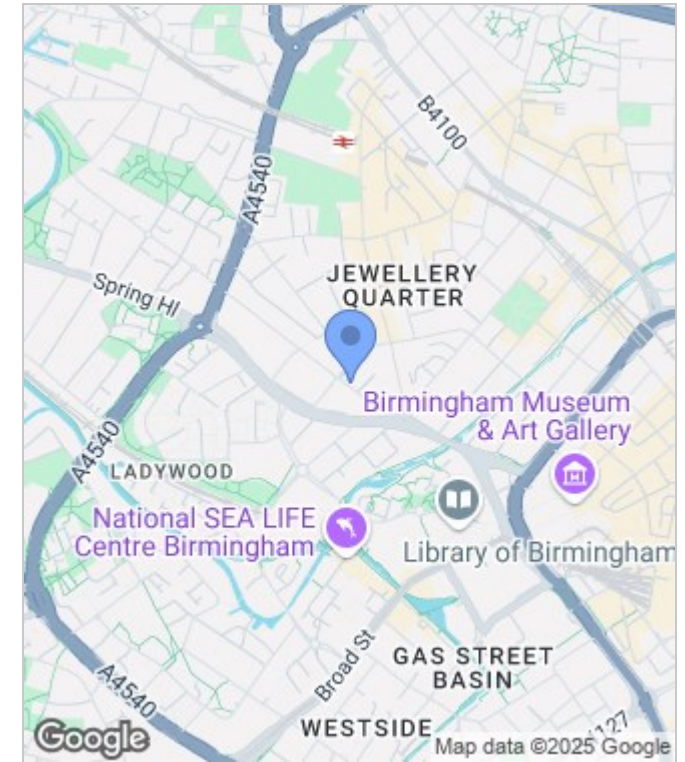 B4100
A4540
Spring Hl
JEWELLERY
QUARTER
Birmingham Museum
& Art Gallery
A4540
LADYWOOD
National SEA LIFE
Centre Birmingham
Library of Birmingham
Broad St
GAS STREET
BASIN
A4540
WESTSIDE
Google
Map data ©2025 Google